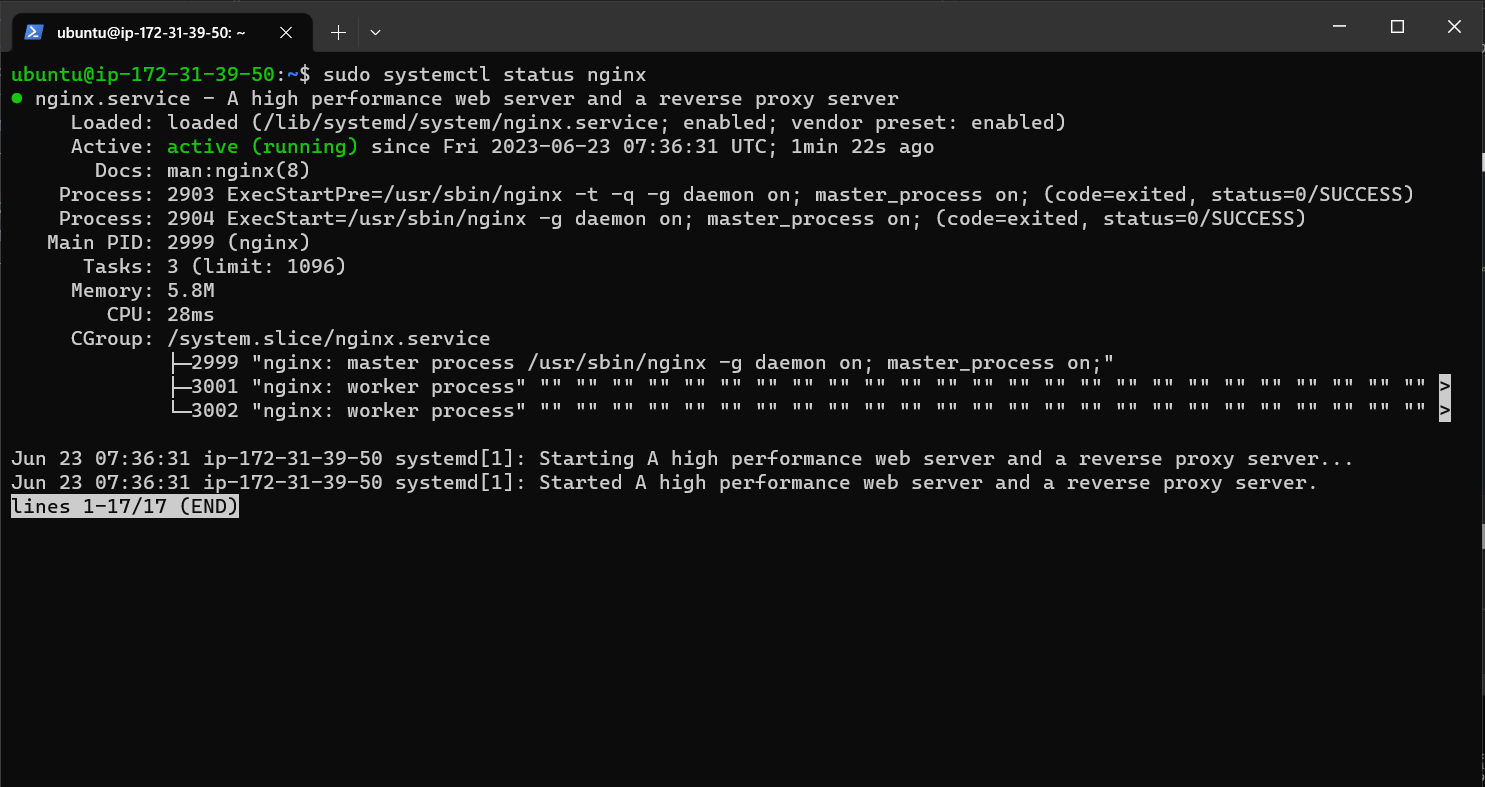 ubuntu@ip-172-31-39-50: ~
ubuntu@ip-172-31-39-50:~$ sudo systemctl status nginx
● nginx.service - A high performance web server and a reverse proxy server
     Loaded: loaded (/lib/systemd/system/nginx.service; enabled; vendor preset: enabled)
     Active: active (running) since Fri 2023-06-23 07:36:31 UTC; 1min 22s ago
       Docs: man:nginx(8)
    Process: 2903 ExecStartPre=/usr/sbin/nginx -t -q -g daemon on; master_process on; (code=exited, status=0/SUCCESS)
    Process: 2904 ExecStart=/usr/sbin/nginx -g daemon on; master_process on; (code=exited, status=0/SUCCESS)
   Main PID: 2999 (nginx)
      Tasks: 3 (limit: 1096)
     Memory: 5.8M
        CPU: 28ms
     CGroup: /system.slice/nginx.service
             ├─2999 "nginx: master process /usr/sbin/nginx -g daemon on; master_process on;"
             ├─3001 "nginx: worker process" "" "" "" "" "" "" "" "" "" "" "" "" "" "" "" "" "" "" "" "" "" "" "" "" "" >
             └─3002 "nginx: worker process" "" "" "" "" "" "" "" "" "" "" "" "" "" "" "" "" "" "" "" "" "" "" "" "" "" >
Jun 23 07:36:31 ip-172-31-39-50 systemd[1]: Starting A high performance web server and a reverse proxy server...
Jun 23 07:36:31 ip-172-31-39-50 systemd[1]: Started A high performance web server and a reverse proxy server.
lines 1-17/17 (END)